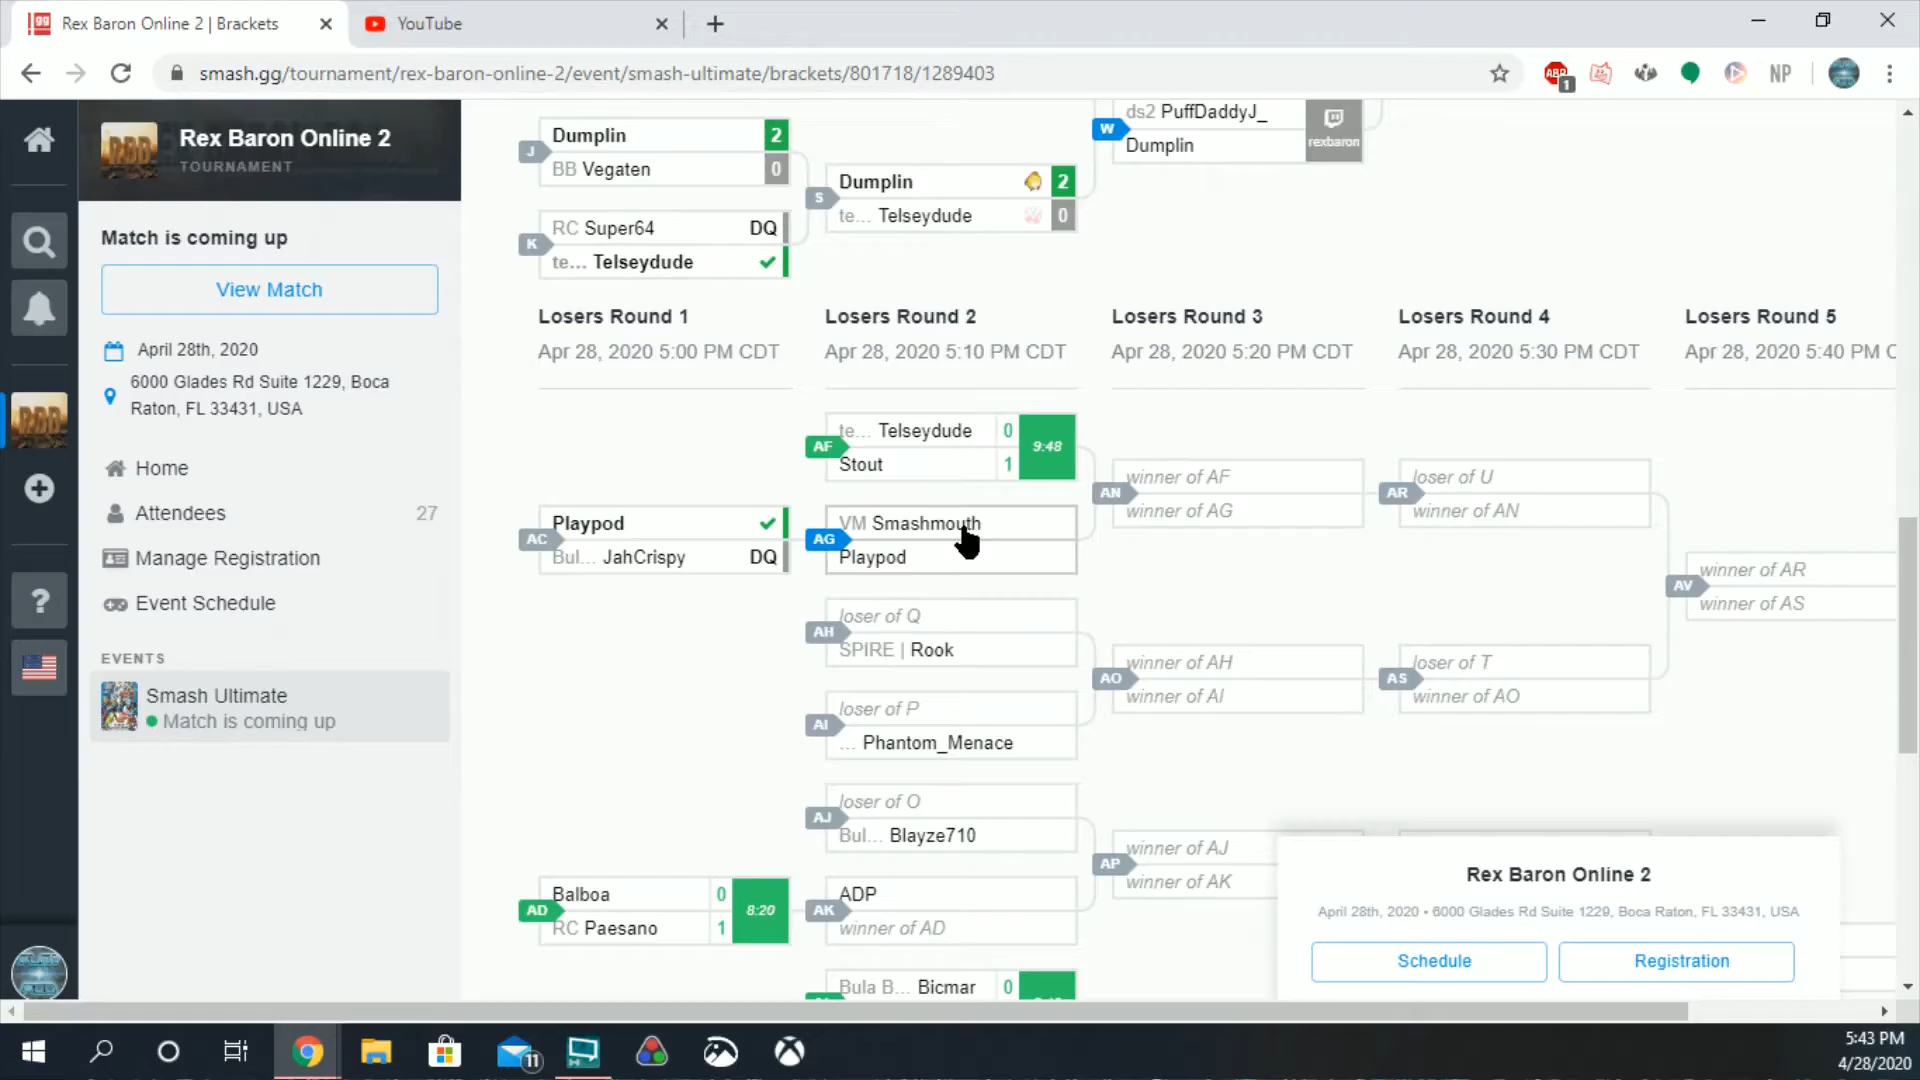 Rex Baron Online 2 | Brackets
YouTube
smash.gg/tournament/rex-baron-online-2/event/smash-ultimate/brackets/801718/1289403
ABP
1
NP
Rex Baron Online 2
TOURNAMENT
Match is coming up
View Match
April 28th, 2020
6000 Glades Rd Suite 1229, Boca
Raton, FL 33431, USA
Home
Attendees 27
Manage Registration
Event Schedule
EVENTS
Smash Ultimate
Match is coming up
J
Dumplin 2
BB Vegaten 0
K
RC Super64 DQ
te... Telseydude
S
Dumplin 2
te... Telseydude 0
W
ds2 PuffDaddyJ_
Dumplin
rexbaron
Losers Round 1
Apr 28, 2020 5:00 PM CDT
Losers Round 2
Apr 28, 2020 5:10 PM CDT
Losers Round 3
Apr 28, 2020 5:20 PM CDT
Losers Round 4
Apr 28, 2020 5:30 PM CDT
Losers Round 5
Apr 28, 2020 5:40 PM C
AC
Playpod
Bul... JahCrispy DQ
AD
Balboa 0
RC Paesano 1
8:20
AF
te... Telseydude 0
Stout 1
9:48
AG
VM Smashmouth
Playpod
AH
loser of Q
SPIRE | Rook
AI
loser of P
... Phantom_Menace
AJ
loser of O
Bul... Blayze710
AK
ADP
winner of AD
Bula B... Bicmar 0
AN
winner of AF
winner of AG
AO
winner of AH
winner of AI
AP
winner of AJ
winner of AK
AR
loser of U
winner of AN
AS
loser of T
winner of AO
AV
winner of AR
winner of AS
Rex Baron Online 2
April 28th, 2020 • 6000 Glades Rd Suite 1229, Boca Raton, FL 33431, USA
Schedule
Registration
11
5:43 PM
4/28/2020